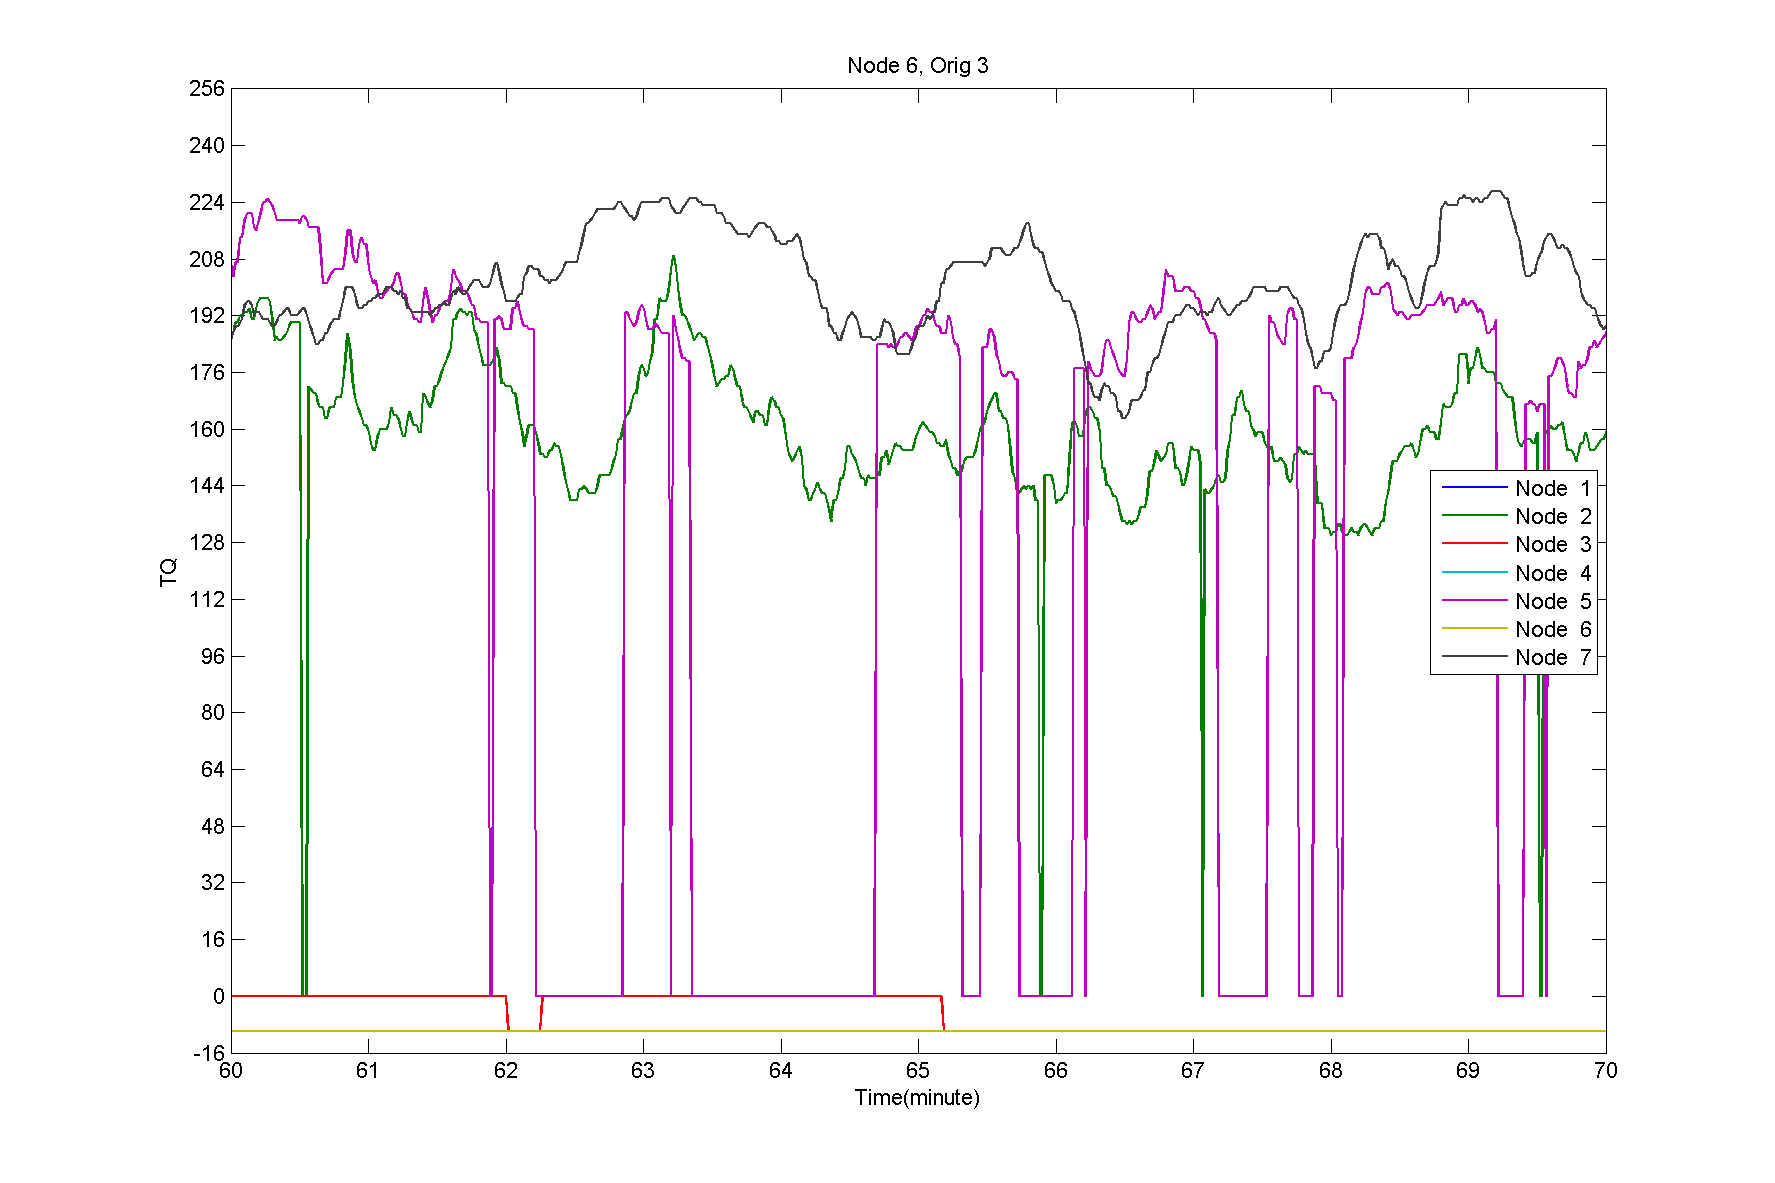 Node 6, Orig 3
256
240
224
208
192
176
160
144
128
112
96
80
64
48
32
16
0
-16
TQ
60 61 62 63 64 65 66 67 68 69 70
Time(minute)
Node 1
Node 2
Node 3
Node 4
Node 5
Node 6
Node 7